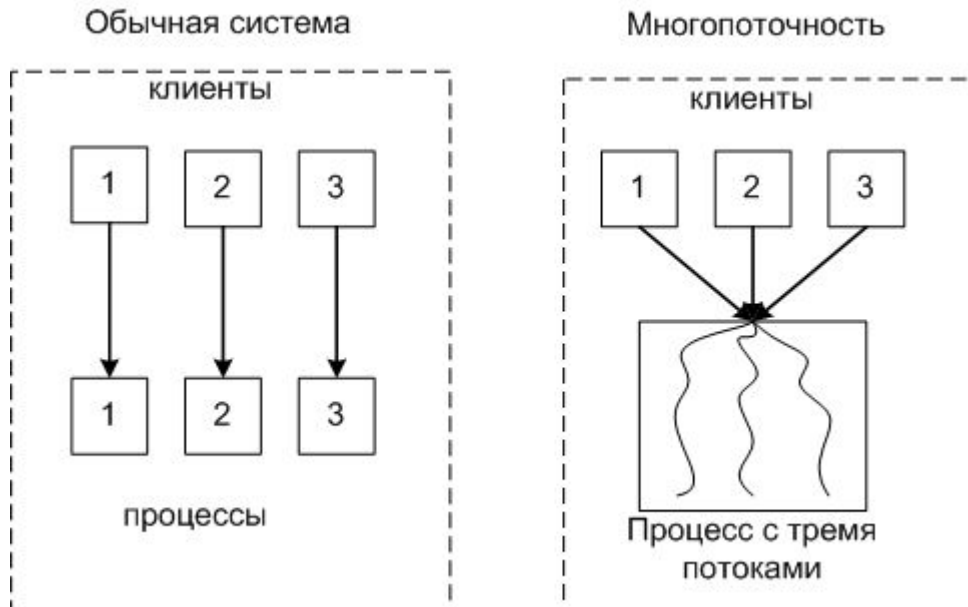 Обычная система
клиенты
1 2 3
1 2 3
процессы
Многопоточность
клиенты
1 2 3
Процесс с тремя
потоками